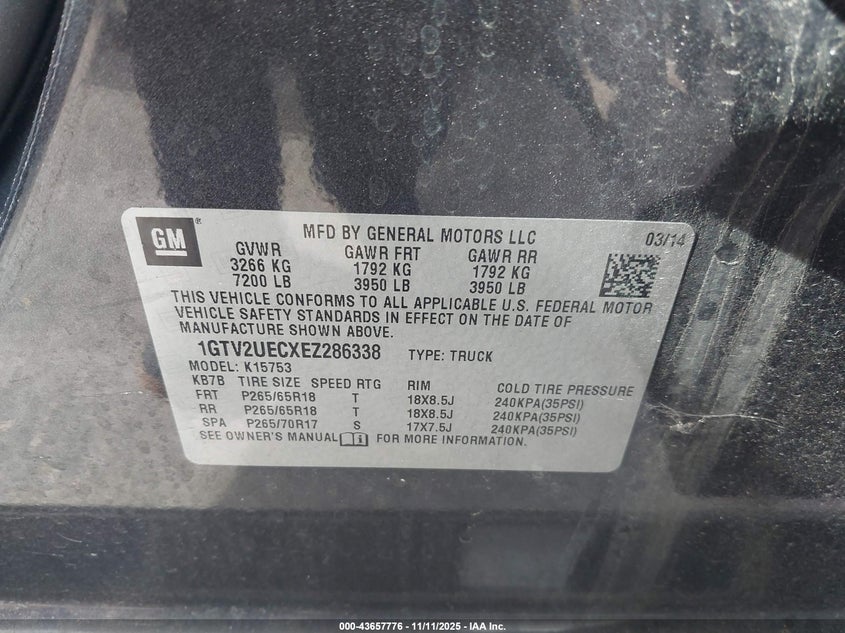 GM ®
MFD BY GENERAL MOTORS LLC 03/14
GVWR GAWR FRT GAWR RR
3266 KG 1792 KG 1792 KG
7200 LB 3950 LB 3950 LB
THIS VEHICLE CONFORMS TO ALL APPLICABLE U.S. FEDERAL MOTOR
VEHICLE SAFETY STANDARDS IN EFFECT ON THE DATE OF
MANUFACTURE SHOWN ABOVE.
1GTV2UECXEZ286338 TYPE: TRUCK
MODEL: K15753
KB7B TIRE SIZE SPEED RTG RIM COLD TIRE PRESSURE
FRT P265/65R18 T 18X8.5J 240KPA(35PSI)
RR P265/65R18 T 18X8.5J 240KPA(35PSI)
SPA P265/70R17 S 17X7.5J 240KPA(35PSI)
SEE OWNER'S MANUAL FOR MORE INFORMATION.
000-43657776 - 11/11/2025 - IAA Inc.